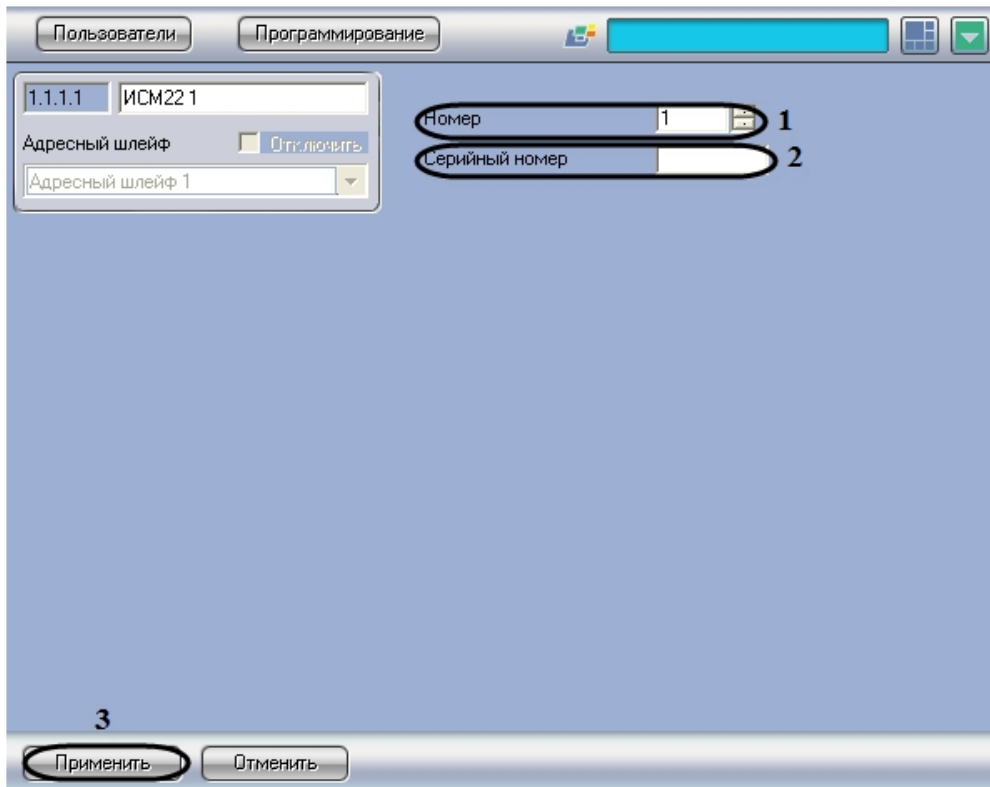 Пользователи Программирование
1.1.1.1 ИСМ22 1
Адресный шлейф Отключить
Адресный шлейф 1
Номер 1 1
Серийный номер 2
3
Применить Отменить